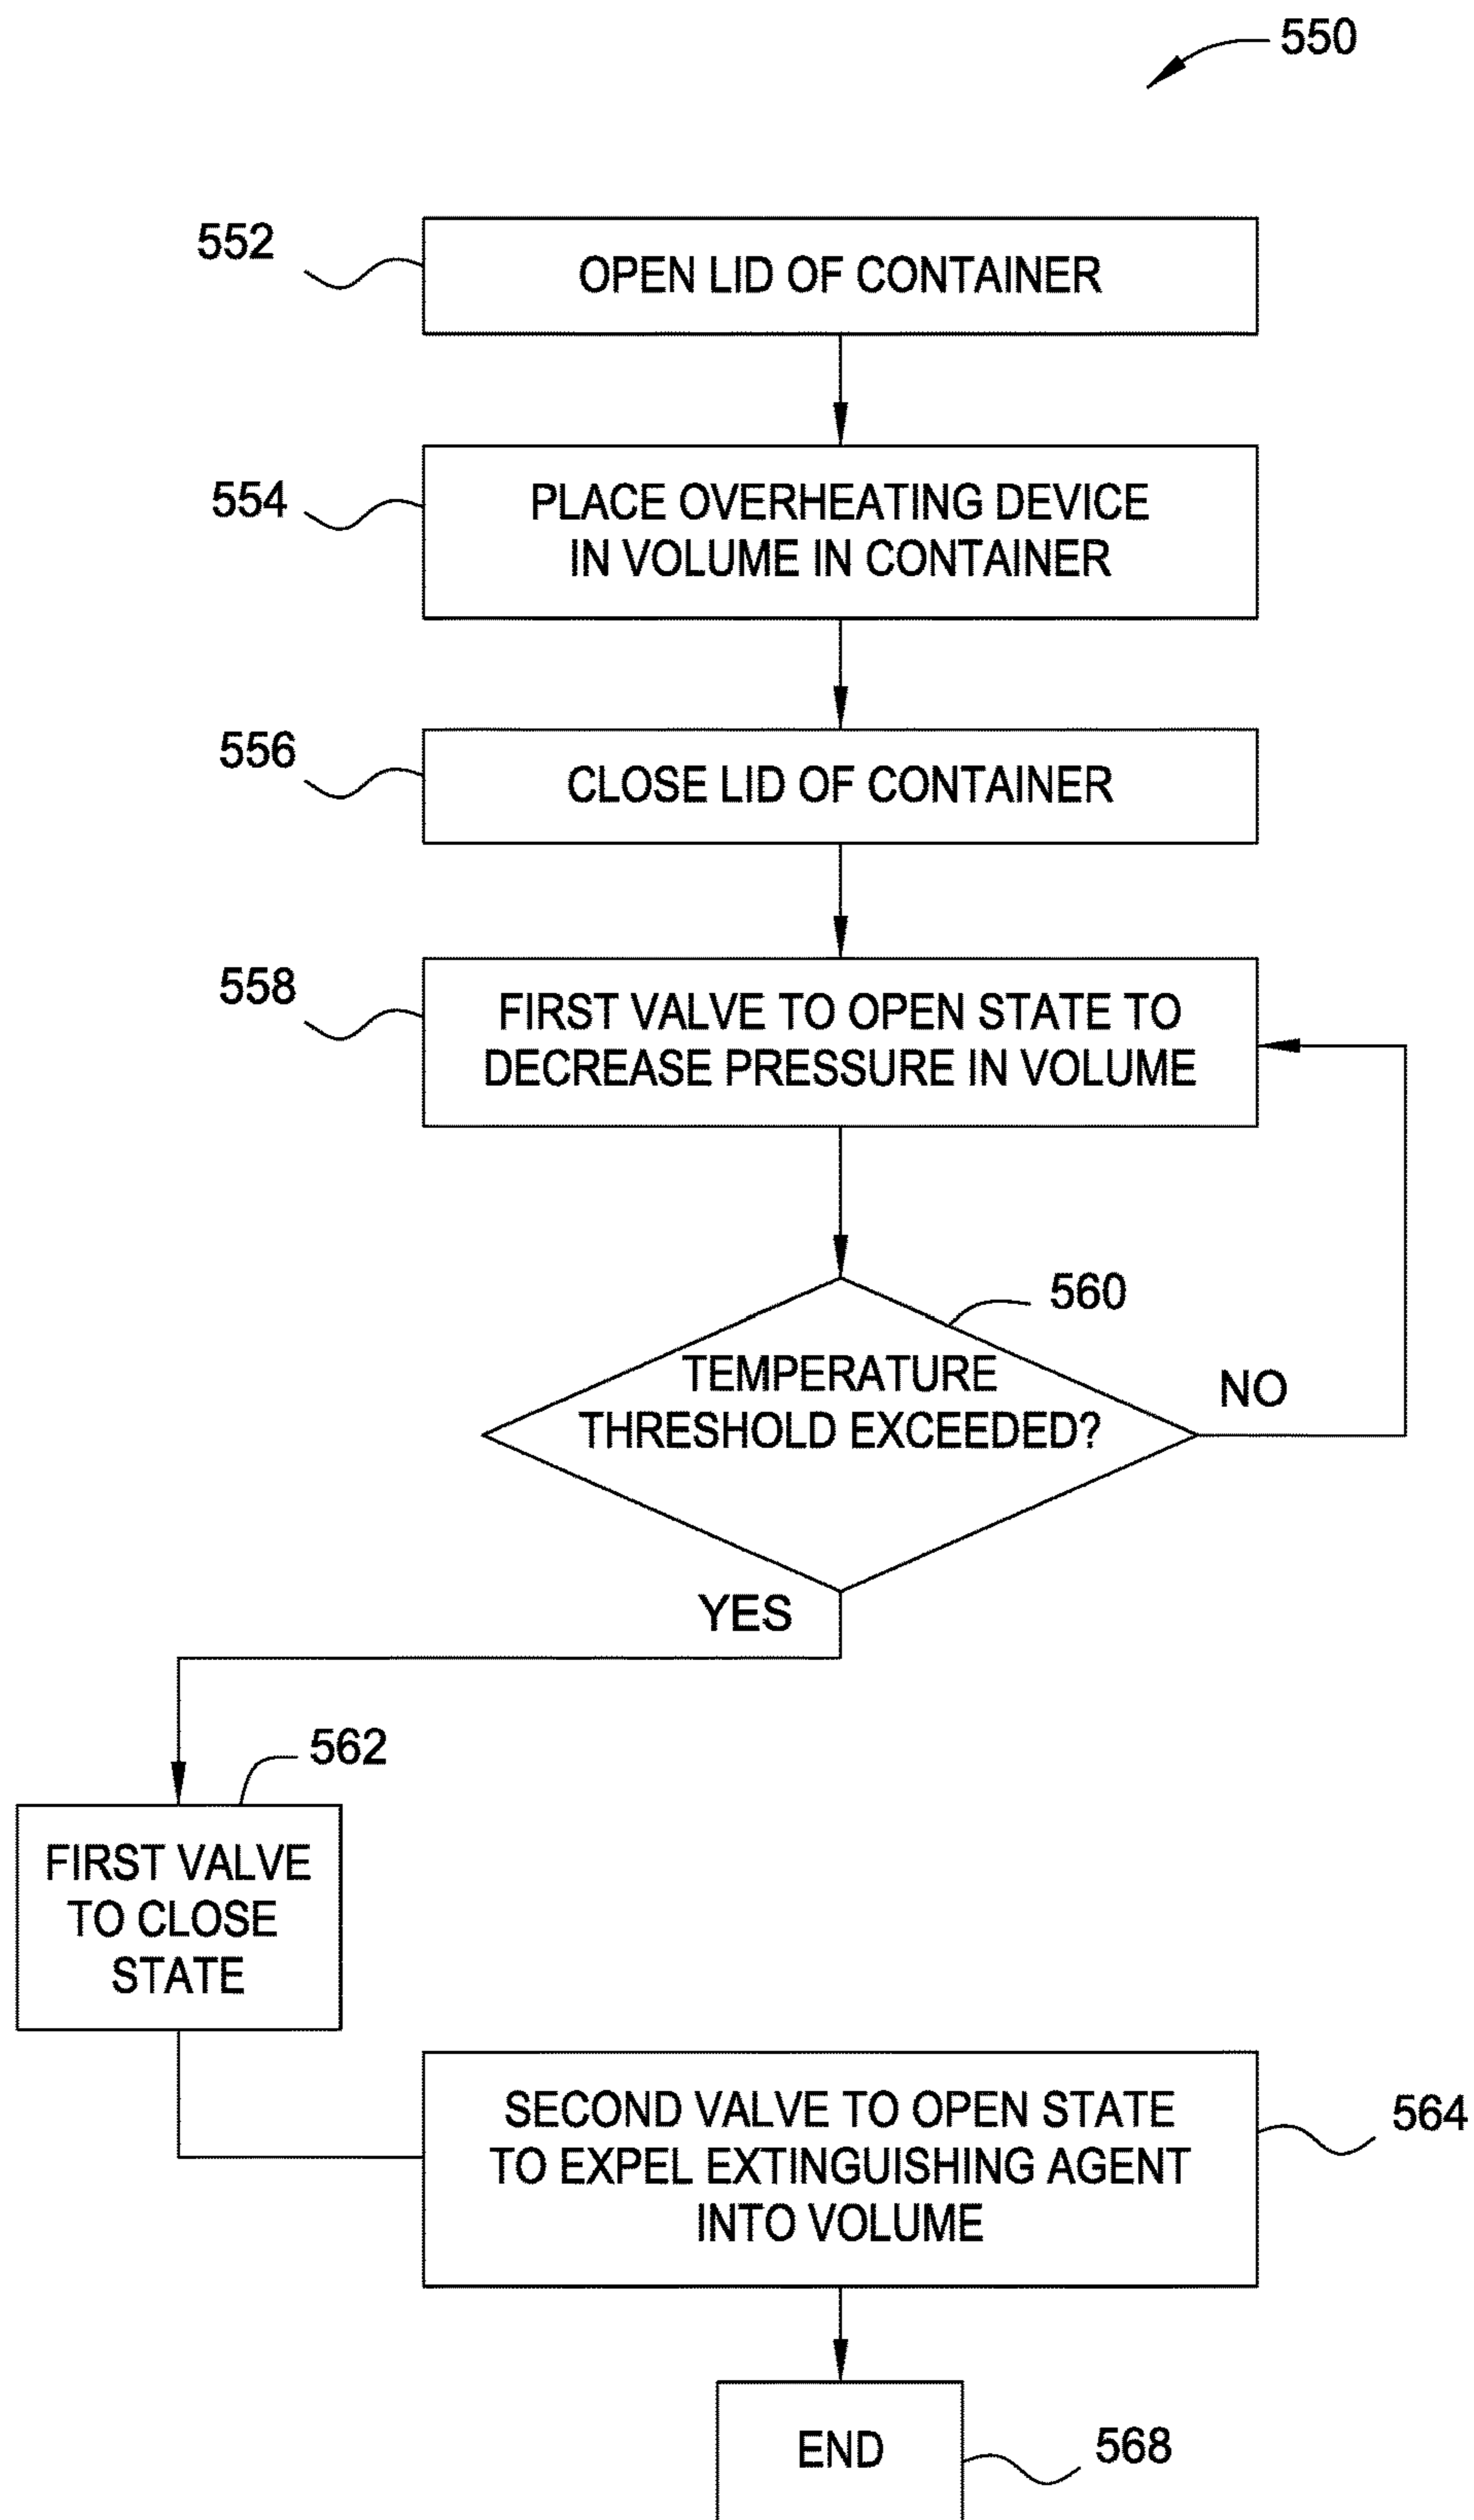 550
552
OPEN LID OF CONTAINER
554
PLACE OVERHEATING DEVICE
IN VOLUME IN CONTAINER
556
CLOSE LID OF CONTAINER
558
FIRST VALVE TO OPEN STATE TO
DECREASE PRESSURE IN VOLUME
560
TEMPERATURE
THRESHOLD EXCEEDED?
NO
YES
562
FIRST VALVE
TO CLOSE
STATE
SECOND VALVE TO OPEN STATE
TO EXPEL EXTINGUISHING AGENT
INTO VOLUME
564
END
568